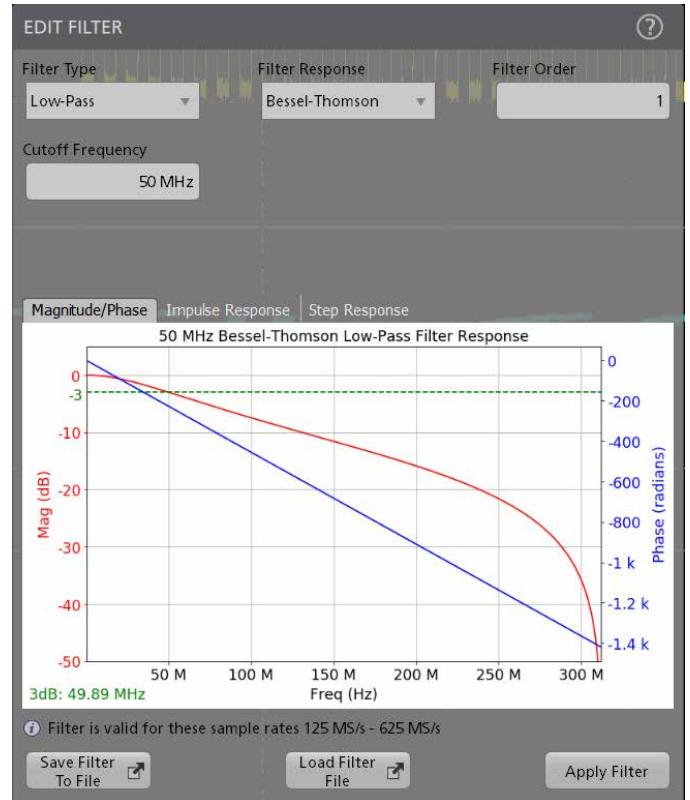 EDIT FILTER ?
Filter Type Filter Response Filter Order
Low-Pass Bessel-Thomson 1
Cutoff Frequency
50 MHz
Magnitude/Phase Impulse Response Step Response
50 MHz Bessel-Thomson Low-Pass Filter Response
0 0
-3
-200
-10
-400
-20
-600
-800
-30
-1 k
-40
-1.2 k
-1.4 k
-50
Mag (dB)
Phase (radians)
50 M 100 M 150 M 200 M 250 M 300 M
3dB: 49.89 MHz Freq (Hz)
i Filter is valid for these sample rates 125 MS/s - 625 MS/s
Save Filter
To File
Load Filter
File
Apply Filter